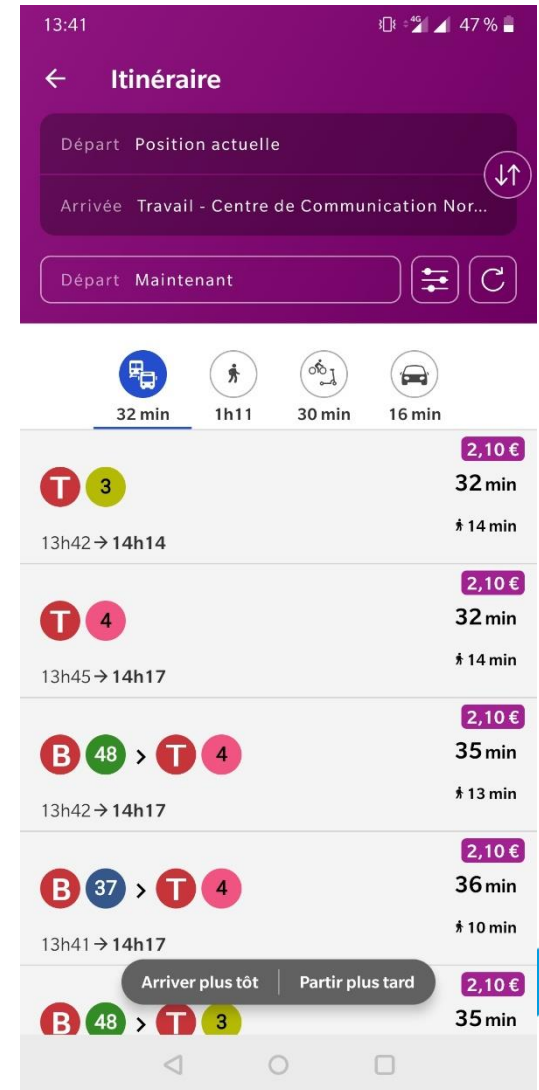 13:41 4G 47 %
Itinéraire
Départ Position actuelle
Arrivée Travail - Centre de Communication Nor...
Départ Maintenant
32 min 1h11 30 min 16 min
2,10 €
T 3 32 min
14 min
13h42 → 14h14
2,10 €
T 4 32 min
14 min
13h45 → 14h17
2,10 €
B 48 > T 4 35 min
13 min
13h42 → 14h17
2,10 €
B 37 > T 4 36 min
10 min
13h41 → 14h17
Arriver plus tôt | Partir plus tard 2,10 €
B 48 > T 3 35 min